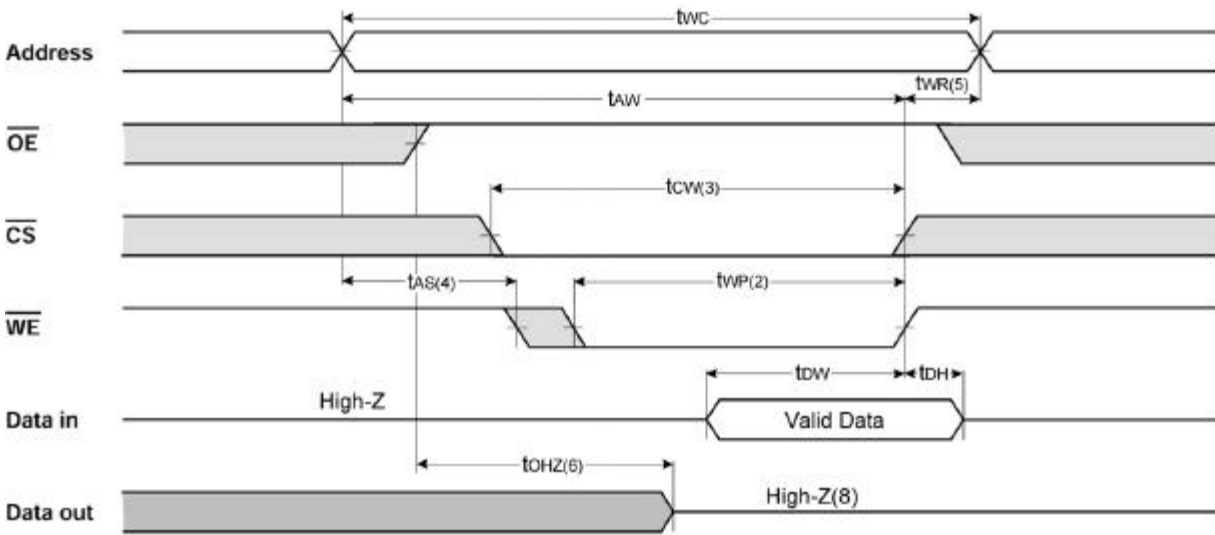 tWC
Address
tWR(5)
tAW
OE
tCW(3)
CS
tAS(4)
tWP(2)
WE
tDW
tDH
High-Z
Data in
Valid Data
tOHZ(6)
High-Z(8)
Data out